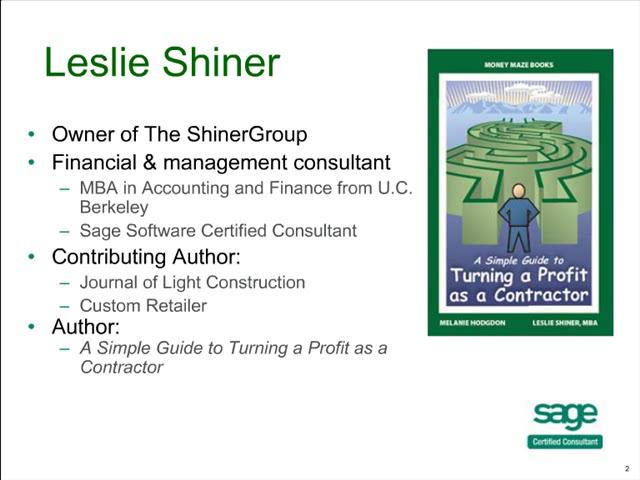 Leslie Shiner
• Owner of The ShinerGroup
• Financial & management consultant
– MBA in Accounting and Finance from U.C.
Berkeley
– Sage Software Certified Consultant
• Contributing Author:
– Journal of Light Construction
– Custom Retailer
• Author:
– A Simple Guide to Turning a Profit as a
Contractor
MONEY MAZE BOOKS
A Simple Guide to
Turning a Profit
as a Contractor
MELANIE HODGDON LESLIE SHINER, MBA
sage
Certified Consultant
2